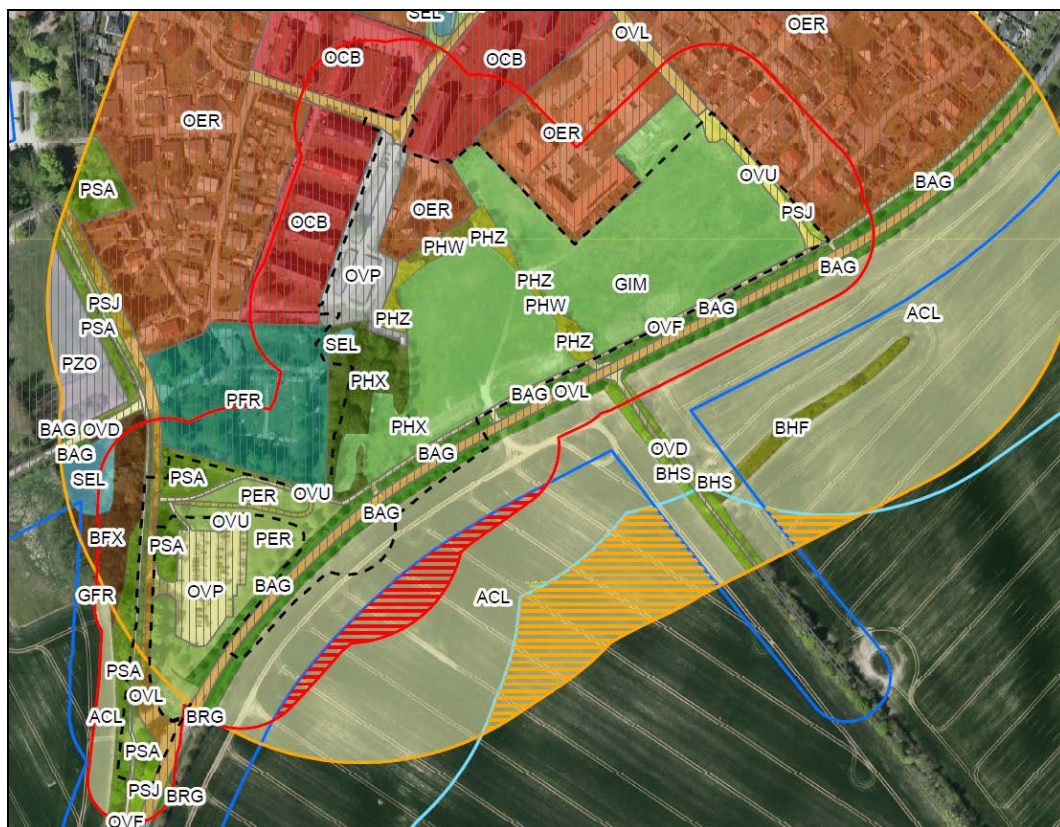 SEL
OCB
OCB
OVL
OER
OER
OER
PSA
OCB
OER
OVU
BAG
PHW
PHZ
PSJ
OVP
PHZ
GIM
BAG
PSJ
PSA
PHZ
PHW
BAG
ACL
PZO
SEL
PHZ
OVF
PHX
PFR
BAG
OVL
BAG
OVD
PHX
BHF
BAG
OVD
SEL
PSA
BAG
BHS
BHS
PER
OVU
BAG
BFX
PSA
OVU
PER
BAG
OVP
ACL
GFR
PSA
OVL
ACL
BRG
PSA
PSJ
BRG
OVF